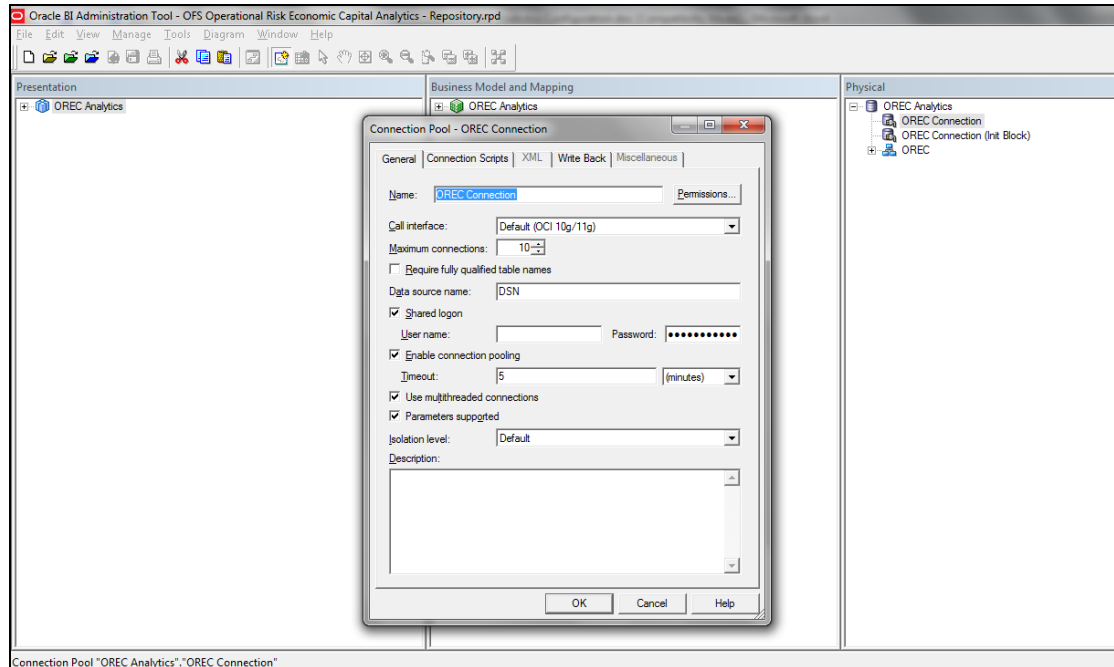 Oracle BI Administration Tool - OFS Operational Risk Economic Capital Analytics - Repository.rpd
File Edit View Manage Tools Diagram Window Help
Presentation
Business Model and Mapping
Physical
OREC Analytics
OREC Analytics
OREC Analytics
OREC Connection
OREC Connection (Init Block)
OREC
Connection Pool - OREC Connection
General Connection Scripts XML Write Back Miscellaneous
Name: OREC Connection Permissions...
Call interface: Default (OCI 10g/11g)
Maximum connections: 10
Require fully qualified table names
Data source name: DSN
Shared logon
User name: Password: •••••••••••
Enable connection pooling
Timeout: 5 (minutes)
Use multithreaded connections
Parameters supported
Isolation level: Default
Description:
OK Cancel Help
Connection Pool "OREC Analytics"."OREC Connection"